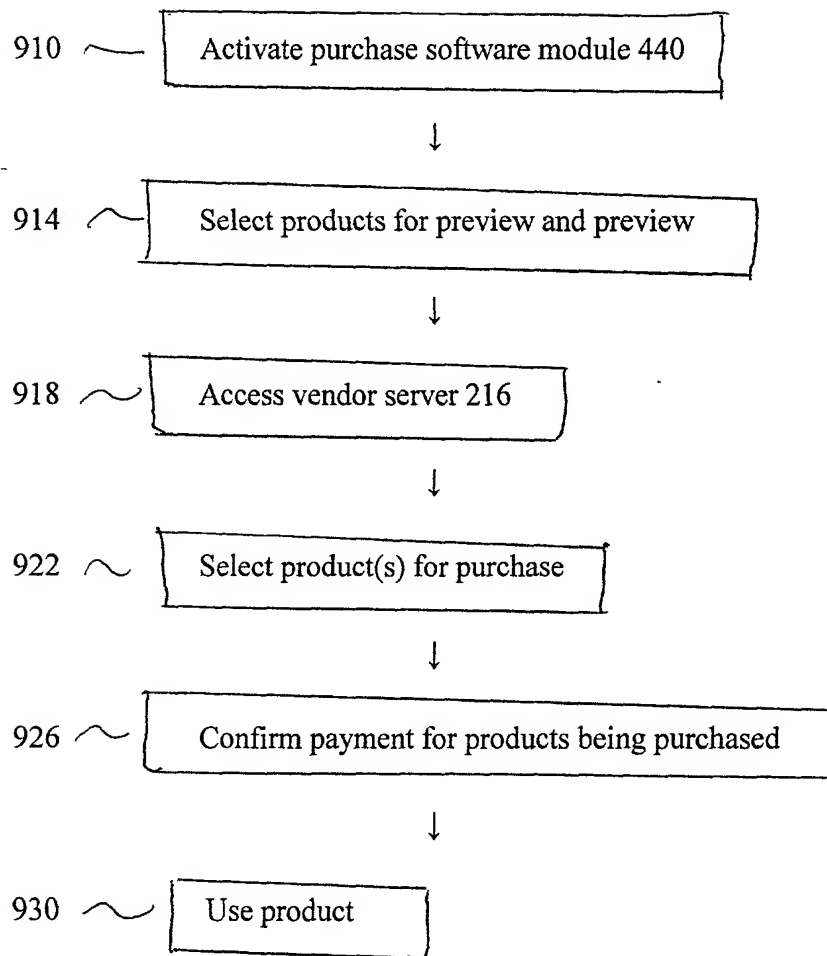 910 Activate purchase software module 440
↓
914 Select products for preview and preview
↓
918 Access vendor server 216
↓
922 Select product(s) for purchase
↓
926 Confirm payment for products being purchased
↓
930 Use product